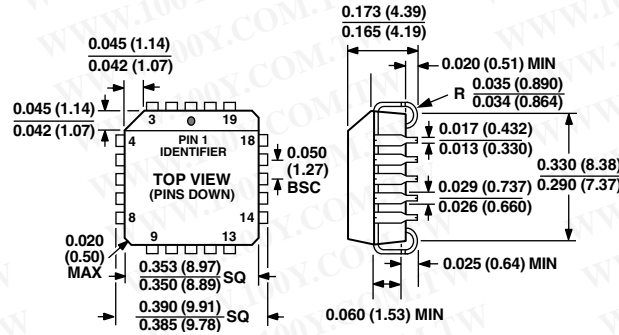 0.173 (4.39)
0.165 (4.19)
0.045 (1.14)
0.042 (1.07)
0.020 (0.51) MIN
0.035 (0.890)
R
0.034 (0.864)
0.045 (1.14)
0.042 (1.07)
3
19
4
PIN 1
IDENTIFIER
18
0.050
(1.27)
BSC
TOP VIEW
(PINS DOWN)
8
14
9
13
0.017 (0.432)
0.013 (0.330)
0.330 (8.38)
0.290 (7.37)
0.029 (0.737)
0.026 (0.660)
0.020
(0.50)
MAX
0.353 (8.97)
SQ
0.350 (8.89)
0.025 (0.64) MIN
0.390 (9.91)
SQ
0.385 (9.78)
0.060 (1.53) MIN
WWW.100Y.COM.TW